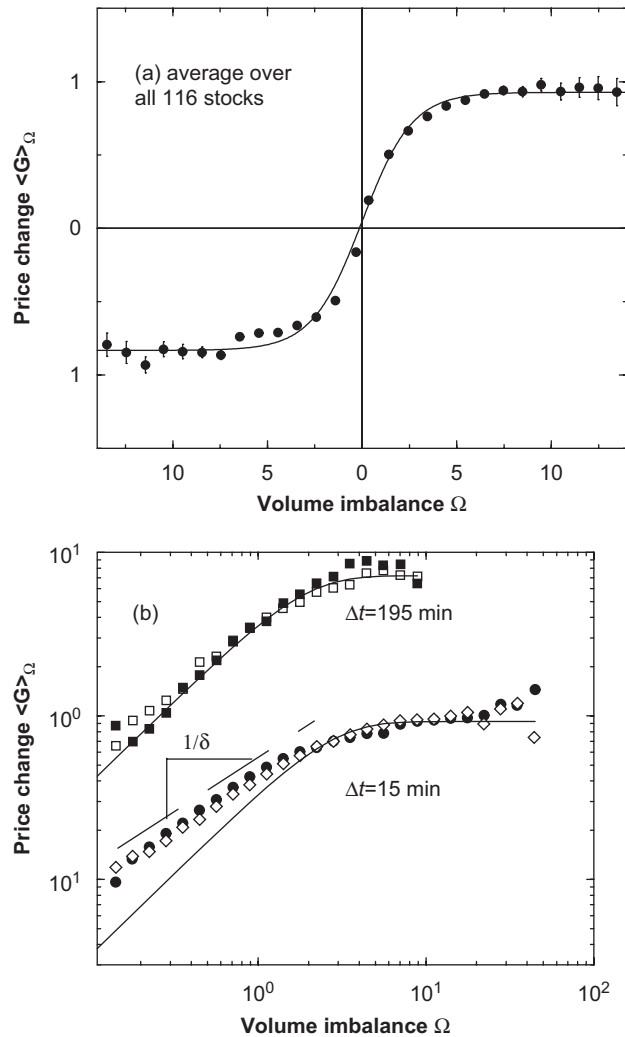 (a) average over
all 116 stocks
Price change <G>Ω
1
0
1
10
5
0
5
10
Volume imbalance Ω
(b)
Price change <G>Ω
10¹
10⁰
10¹
Δt=195 min
1/δ
Δt=15 min
10⁰
10¹
10²
Volume imbalance Ω